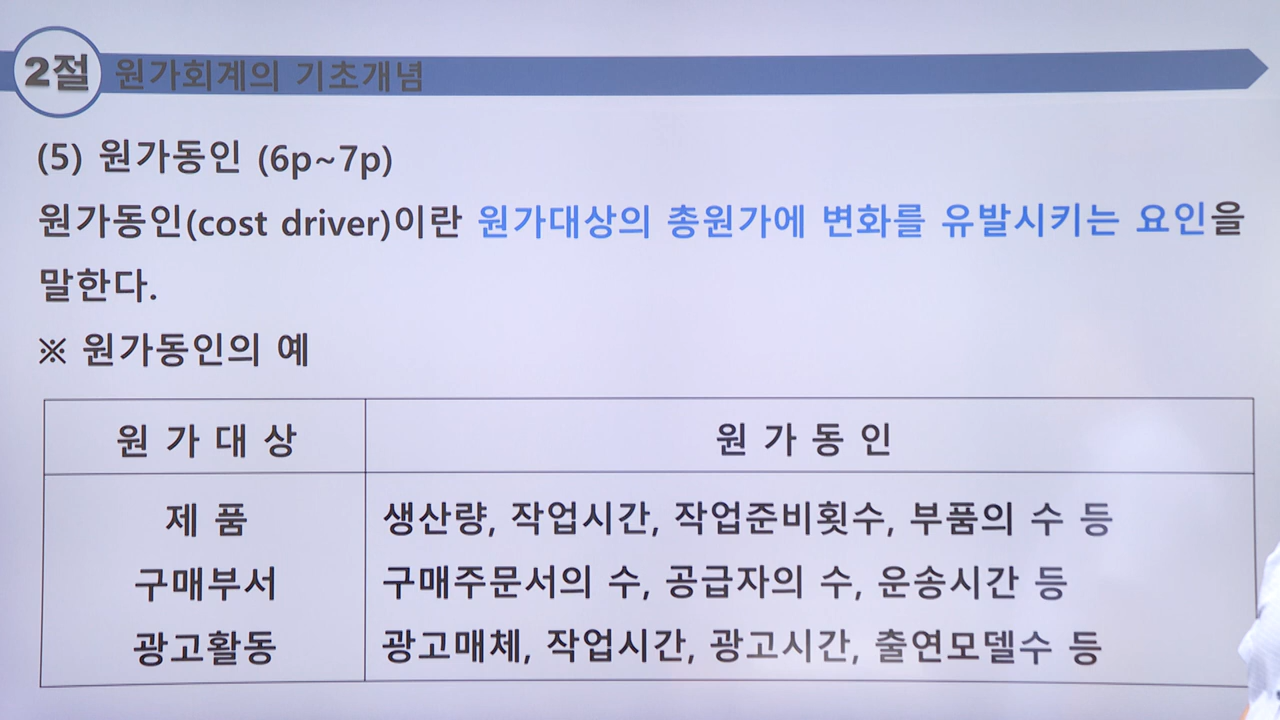 2절 원가회계의 기초개념
(5) 원가동인 (6p~7p)
원가동인(cost driver)이란 원가대상의 총원가에 변화를 유발시키는 요인을
말한다.
※ 원가동인의 예
원 가 대 상 원 가 동 인
제 품 생산량, 작업시간, 작업준비횟수, 부품의 수 등
구매부서 구매주문서의 수, 공급자의 수, 운송시간 등
광고활동 광고매체, 작업시간, 광고시간, 출연모델수 등